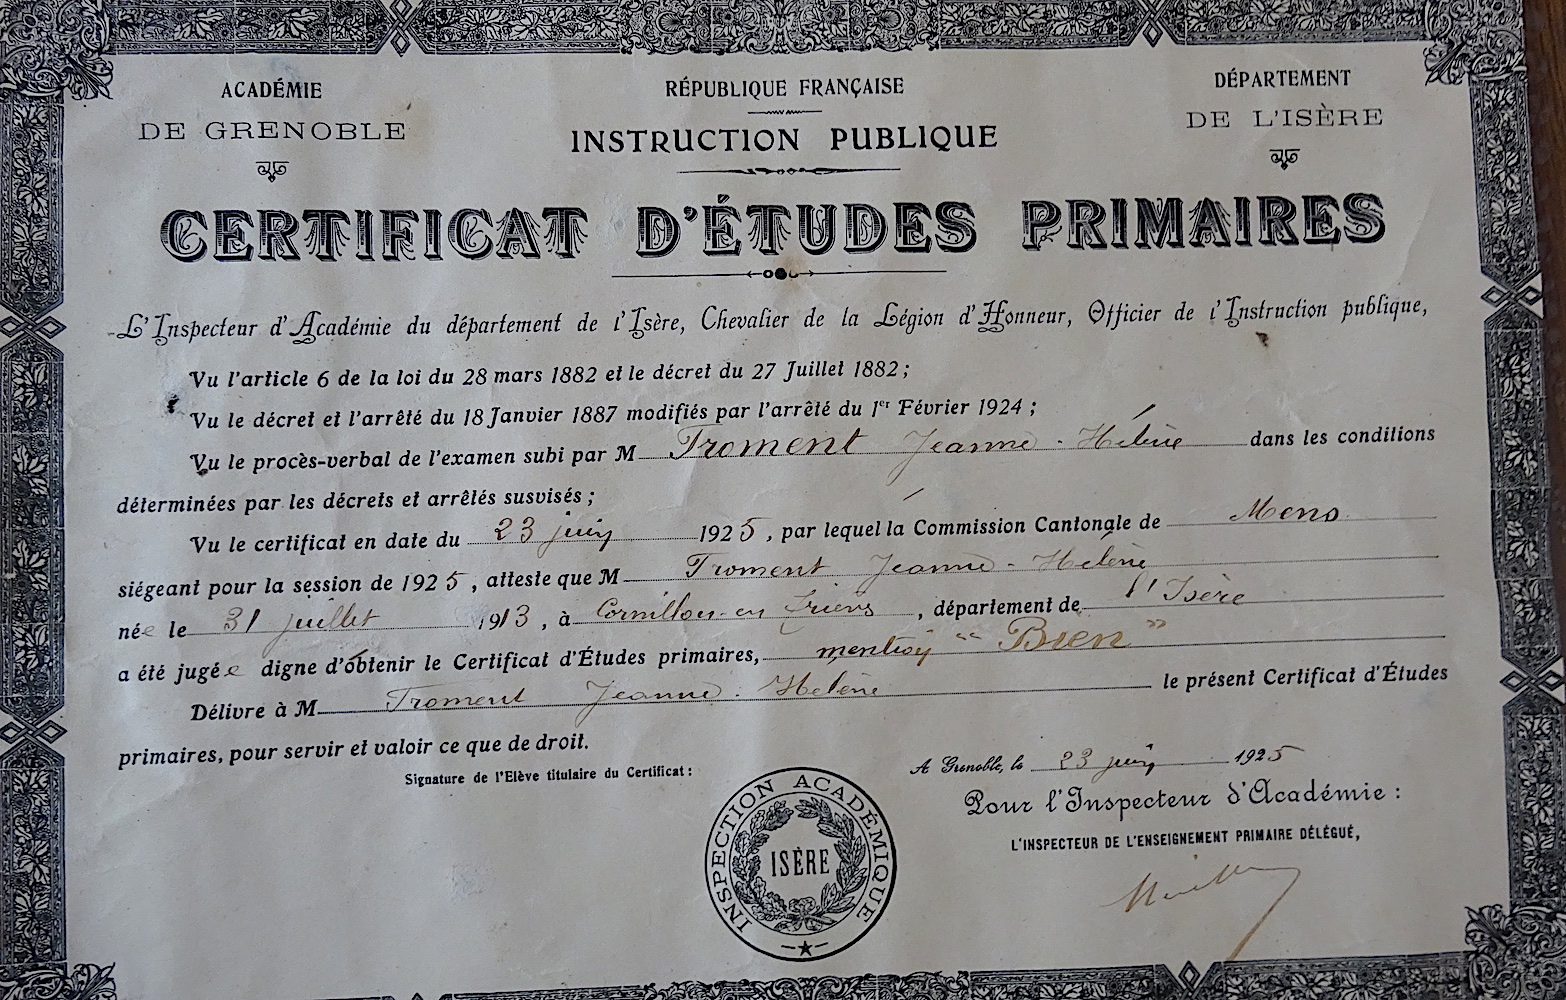 ACADÉMIE
DE GRENOBLE
RÉPUBLIQUE FRANÇAISE
INSTRUCTION PUBLIQUE
DÉPARTEMENT
DE L'ISÈRE
CERTIFICAT D'ÉTUDES PRIMAIRES
L'Inspecteur d'Académie du département de l'Isère, Chevalier de la Légion d'Honneur, Officier de l'Instruction publique,
Vu l'article 6 de la loi du 28 mars 1882 et le décret du 27 Juillet 1882 ;
Vu le décret et l'arrêté du 18 Janvier 1887 modifiés par l'arrêté du 1er Février 1924 ;
Vu le procès-verbal de l'examen subi par M Troment Jeanne - Hélène dans les conditions
déterminées par les décrets et arrêtés susvisés ;
Vu le certificat en date du 23 juin 1925, par lequel la Commission Cantonale de Mens
siégeant pour la session de 1925, atteste que M Troment Jeanne - Hélène
née le 31 juillet 1913, à Cornillon-en Trièves, département de l'Isère
a été jugée digne d'obtenir le Certificat d'Études primaires, mention "Bien"
Délivré à M Troment Jeanne - Hélène le présent Certificat d'Études
primaires, pour servir et valoir ce que de droit.
Signature de l'Elève titulaire du Certificat :
A Grenoble, le 23 juin 1925
Pour l'Inspecteur d'Académie :
L'INSPECTEUR DE L'ENSEIGNEMENT PRIMAIRE DÉLÉGUÉ,
INSPECTION ACADÉMIQUE
ISÈRE